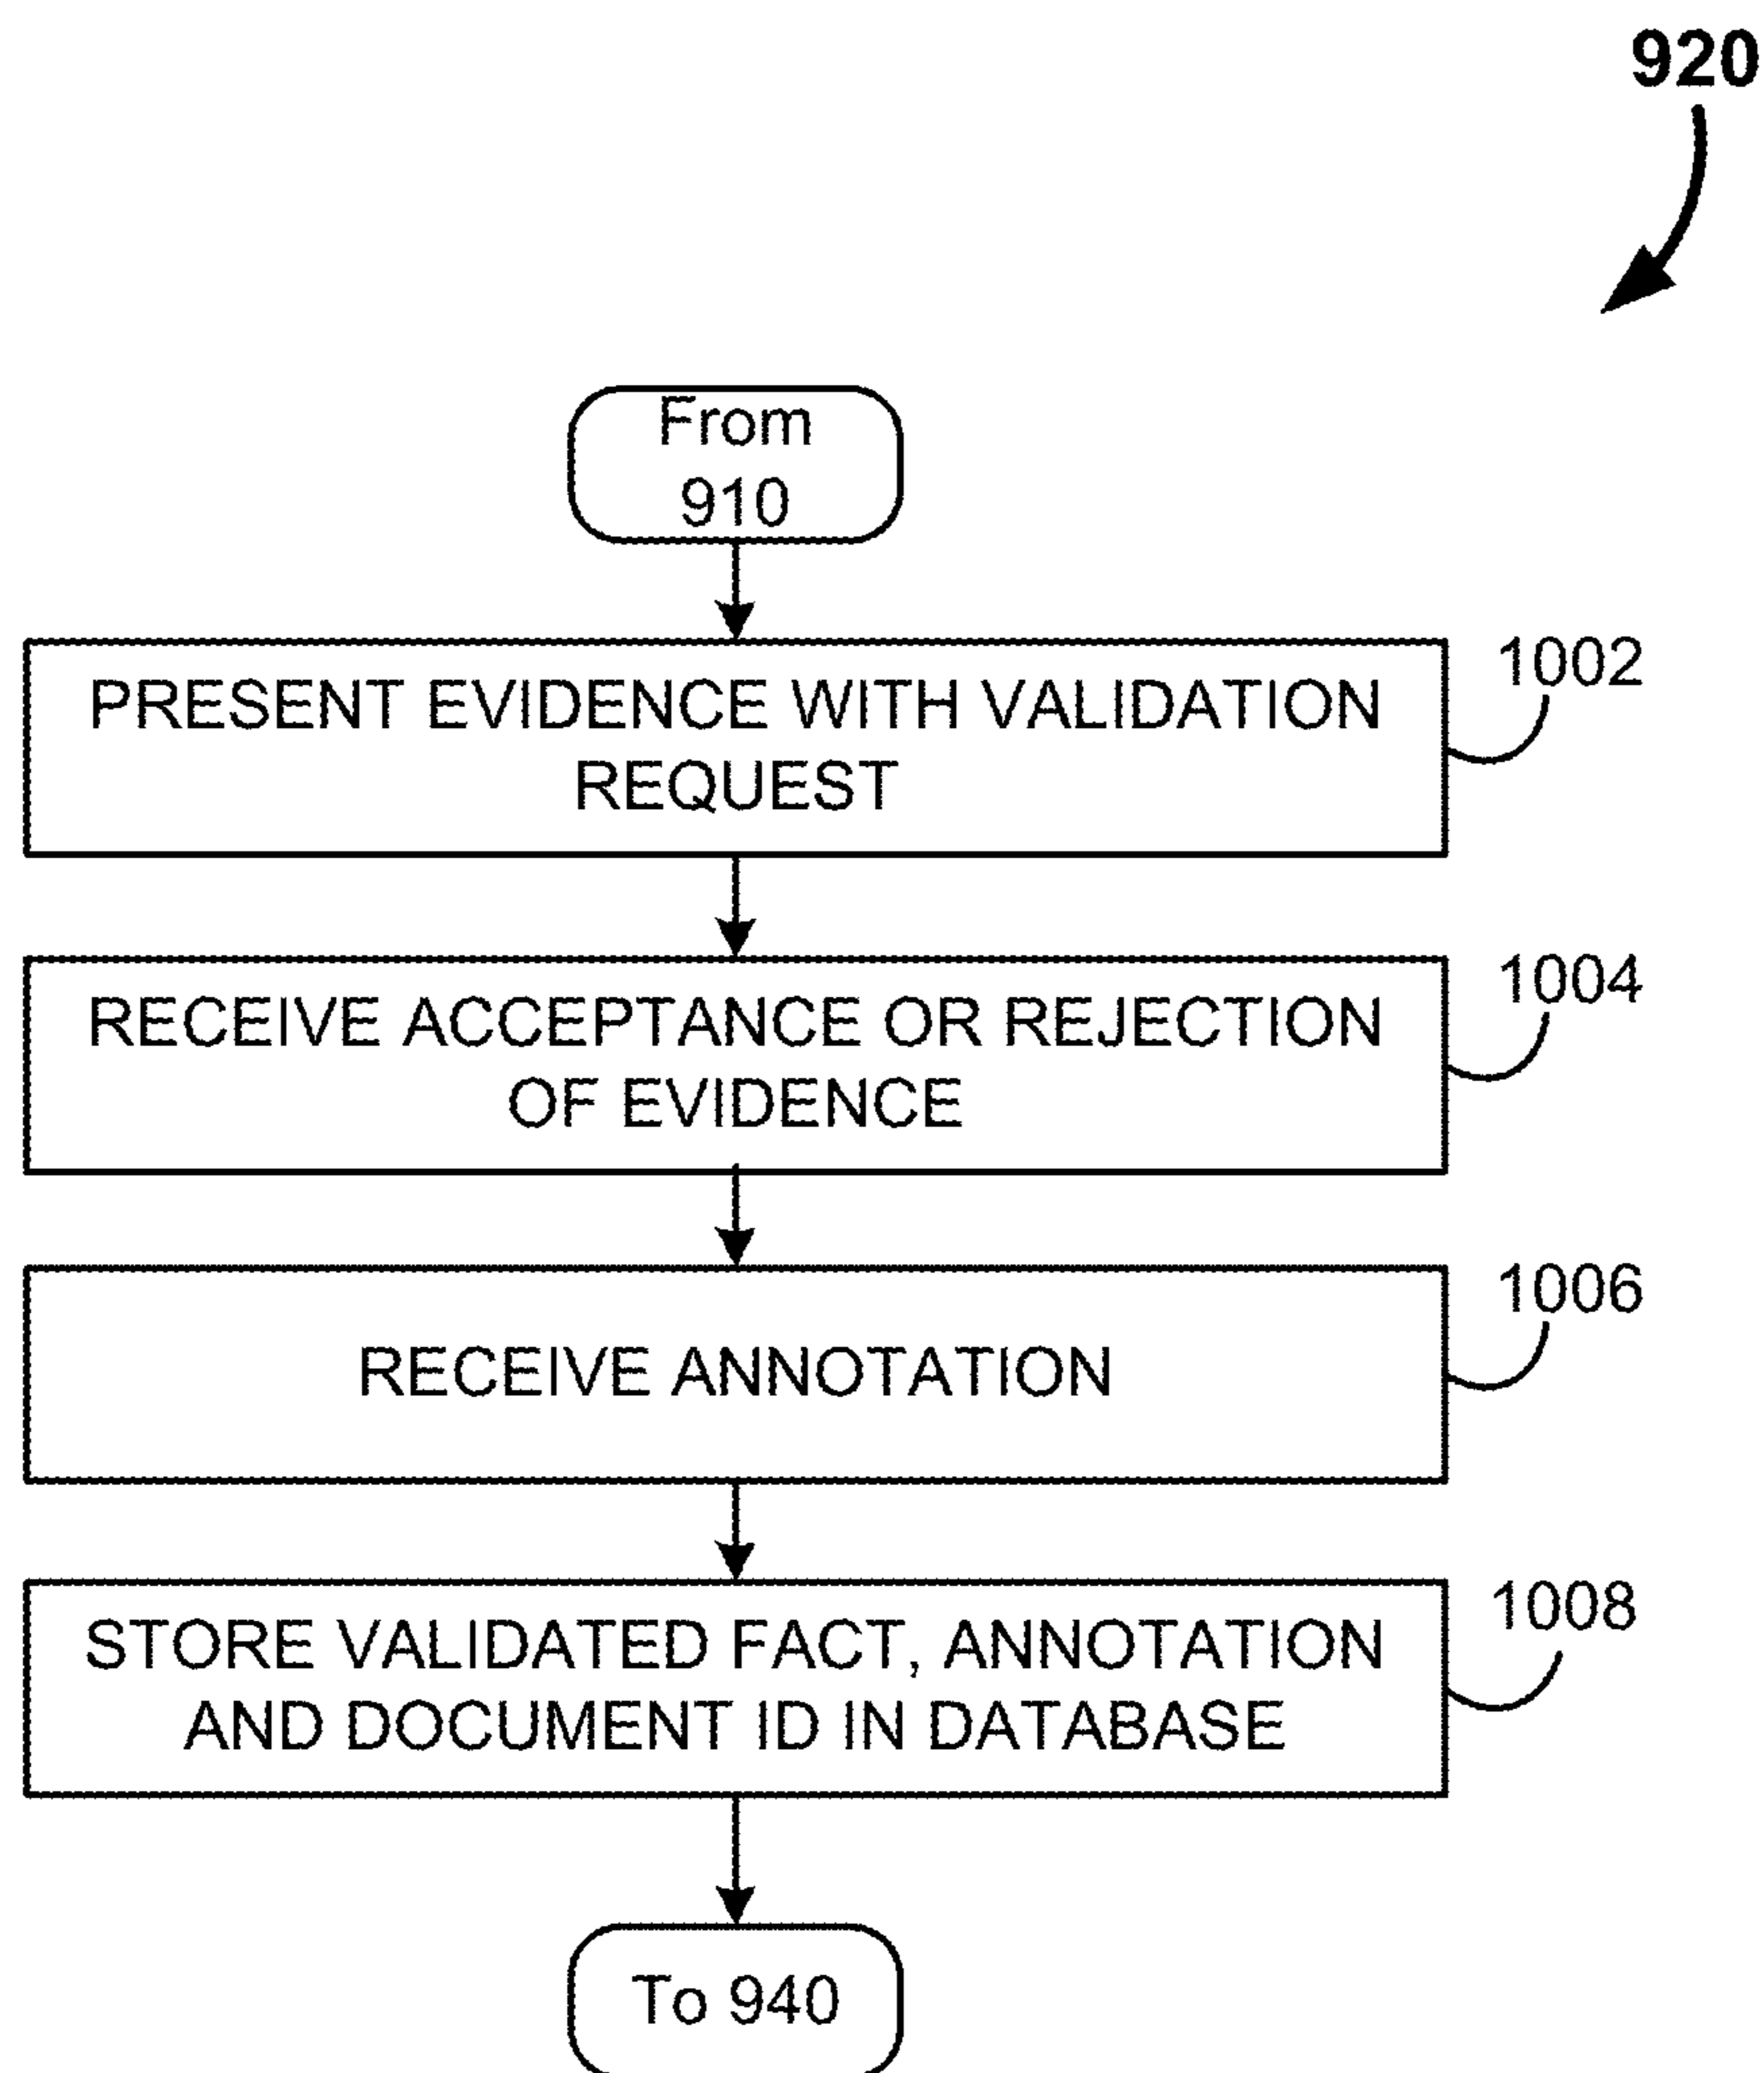 920
From
910
PRESENT EVIDENCE WITH VALIDATION
REQUEST
1002
RECEIVE ACCEPTANCE OR REJECTION
OF EVIDENCE
1004
RECEIVE ANNOTATION
1006
STORE VALIDATED FACT, ANNOTATION
AND DOCUMENT ID IN DATABASE
1008
To 940